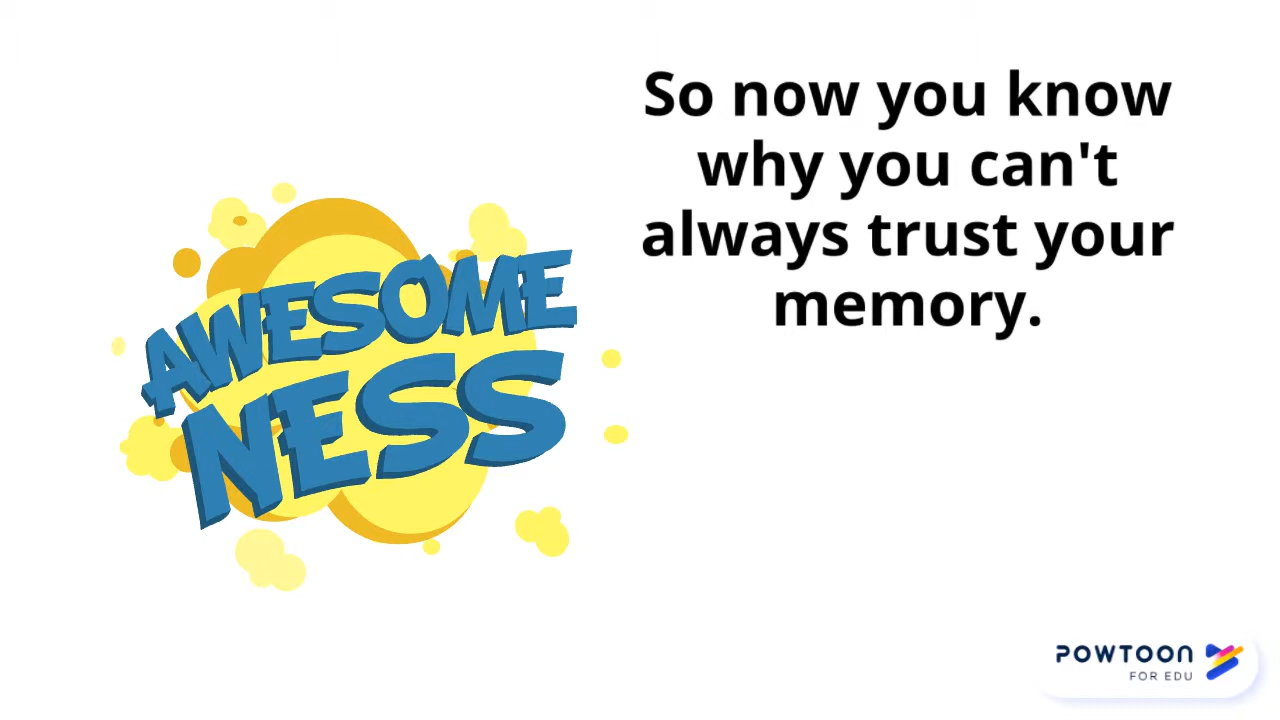 So now you know
why you can't
always trust your
memory.
AWESOME
NESS
POWTOON
FOR EDU